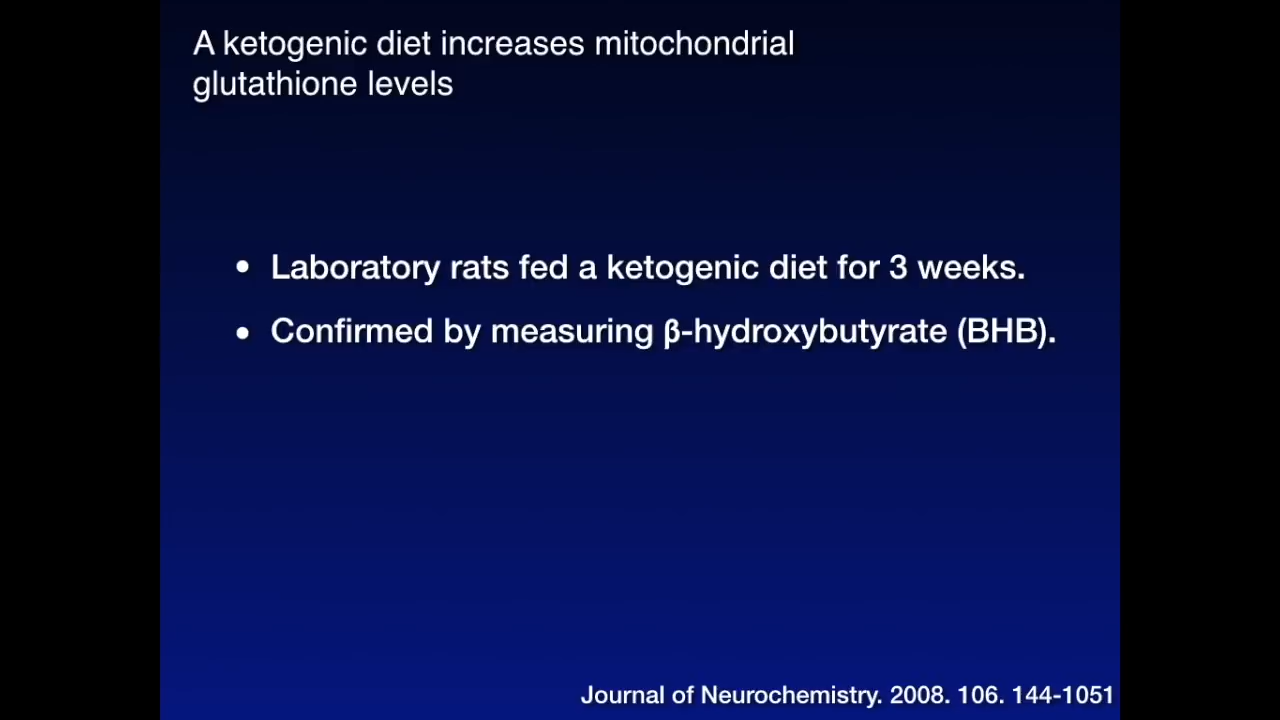 A ketogenic diet increases mitochondrial
glutathione levels
• Laboratory rats fed a ketogenic diet for 3 weeks.
• Confirmed by measuring β-hydroxybutyrate (BHB).
Journal of Neurochemistry. 2008. 106. 144-1051